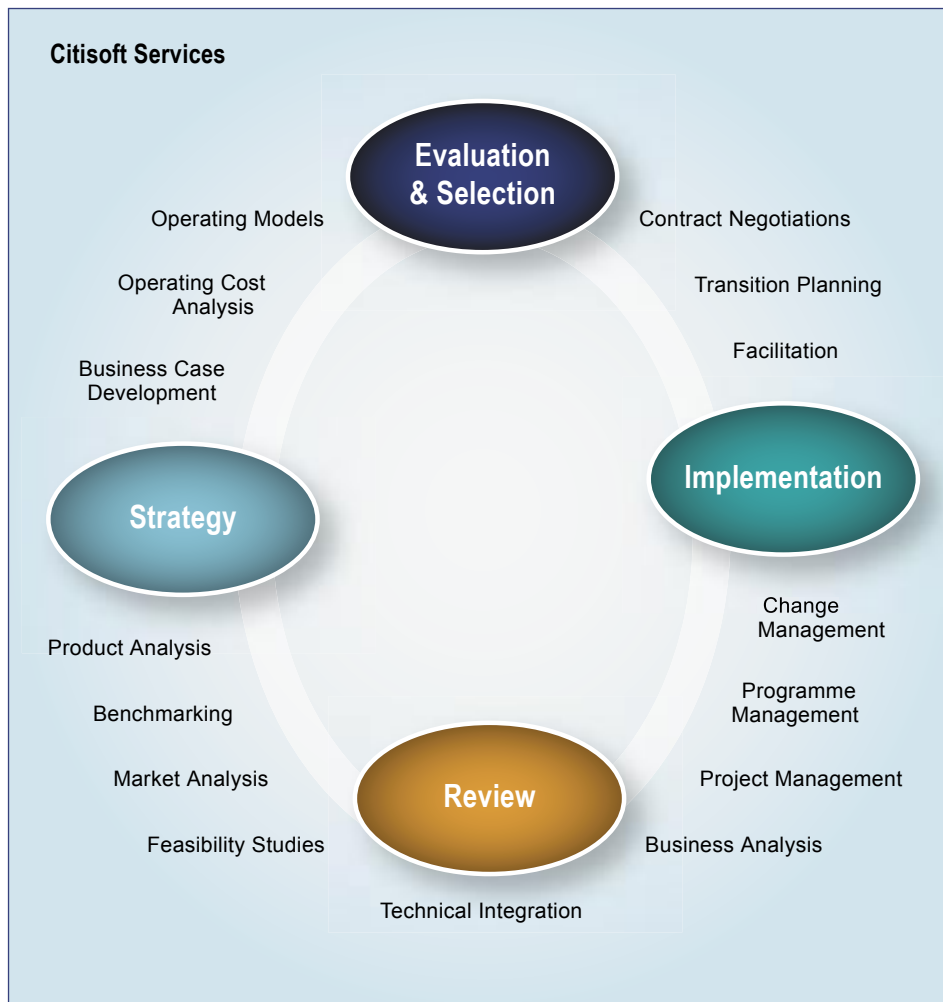 Citisoft Services
Evaluation
& Selection
Operating Models
Contract Negotiations
Operating Cost
Analysis
Transition Planning
Facilitation
Business Case
Development
Implementation
Strategy
Change
Management
Product Analysis
Programme
Management
Benchmarking
Market Analysis
Project Management
Review
Feasibility Studies
Business Analysis
Technical Integration